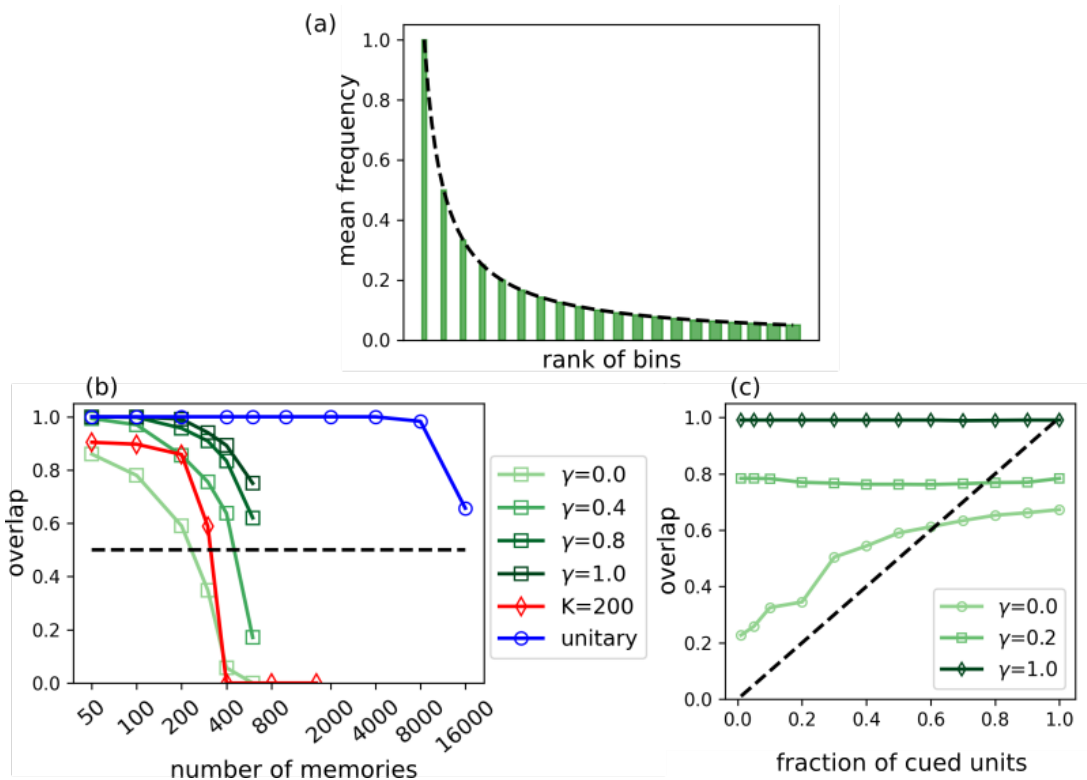 (a)
mean frequency
1.0
0.8
0.6
0.4
0.2
0.0
rank of bins
(b)
overlap
1.0
0.8
0.6
0.4
0.2
0.0
50
100
200
400
800
2000
4000
8000
16000
number of memories
γ=0.0
γ=0.4
γ=0.8
γ=1.0
K=200
unitary
(c)
overlap
1.0
0.8
0.6
0.4
0.2
0.0
0.0 0.2 0.4 0.6 0.8 1.0
fraction of cued units
γ=0.0
γ=0.2
γ=1.0